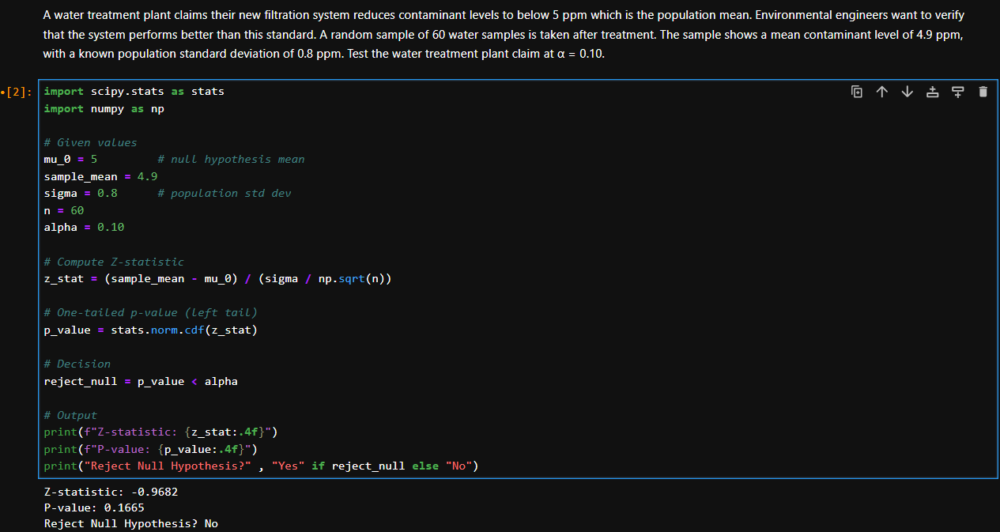 A water treatment plant claims their new filtration system reduces contaminant levels to below 5 ppm which is the population mean. Environmental engineers want to verify
that the system performs better than this standard. A random sample of 60 water samples is taken after treatment. The sample shows a mean contaminant level of 4.9 ppm,
with a known population standard deviation of 0.8 ppm. Test the water treatment plant claim at α = 0.10.
•[2]:
import scipy.stats as stats
import numpy as np
# Given values
mu_0 = 5         # null hypothesis mean
sample_mean = 4.9
sigma = 0.8      # population std dev
n = 60
alpha = 0.10
# Compute Z-statistic
z_stat = (sample_mean - mu_0) / (sigma / np.sqrt(n))
# One-tailed p-value (left tail)
p_value = stats.norm.cdf(z_stat)
# Decision
reject_null = p_value < alpha
# Output
print(f"Z-statistic: {z_stat:.4f}")
print(f"P-value: {p_value:.4f}")
print("Reject Null Hypothesis?" , "Yes" if reject_null else "No")
Z-statistic: -0.9682
P-value: 0.1665
Reject Null Hypothesis? No